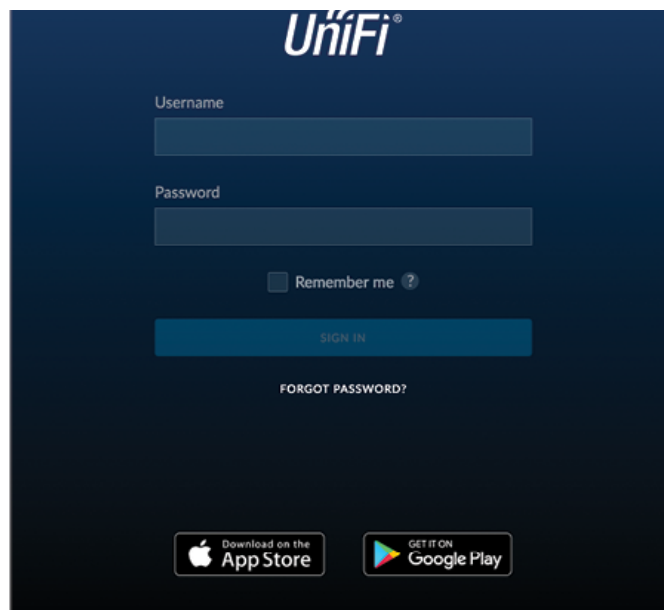 UniFi®
Username
Password
Remember me ?
SIGN IN
FORGOT PASSWORD?
Download on the
App Store
GET IT ON
Google Play